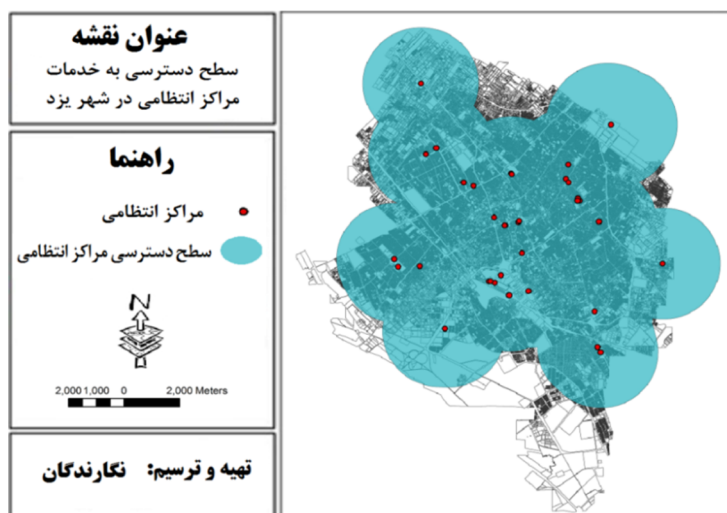 عنوان نقشه
سطح دسترسی به خدمات
مراکز انتظامی در شهر یزد
راهنما
مراکز انتظامی
سطح دسترسی مراکز انتظامی
N
2,000 1,000 0 2,000 Meters
تهیه و ترسیم: نگارندگان